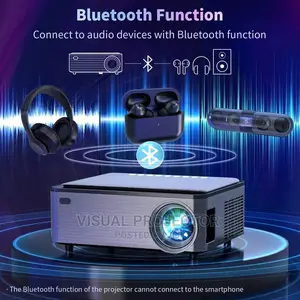 Bluetooth Function
Connect to audio devices with Bluetooth function
VISUAL PROJECTOR
POSTED
• The Bluetooth function of the projector cannot connect to the smartphone